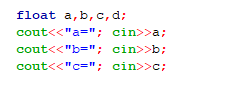 float a,b,c,d;
cout<<"a="; cin>>a;
cout<<"b="; cin>>b;
cout<<"c="; cin>>c;